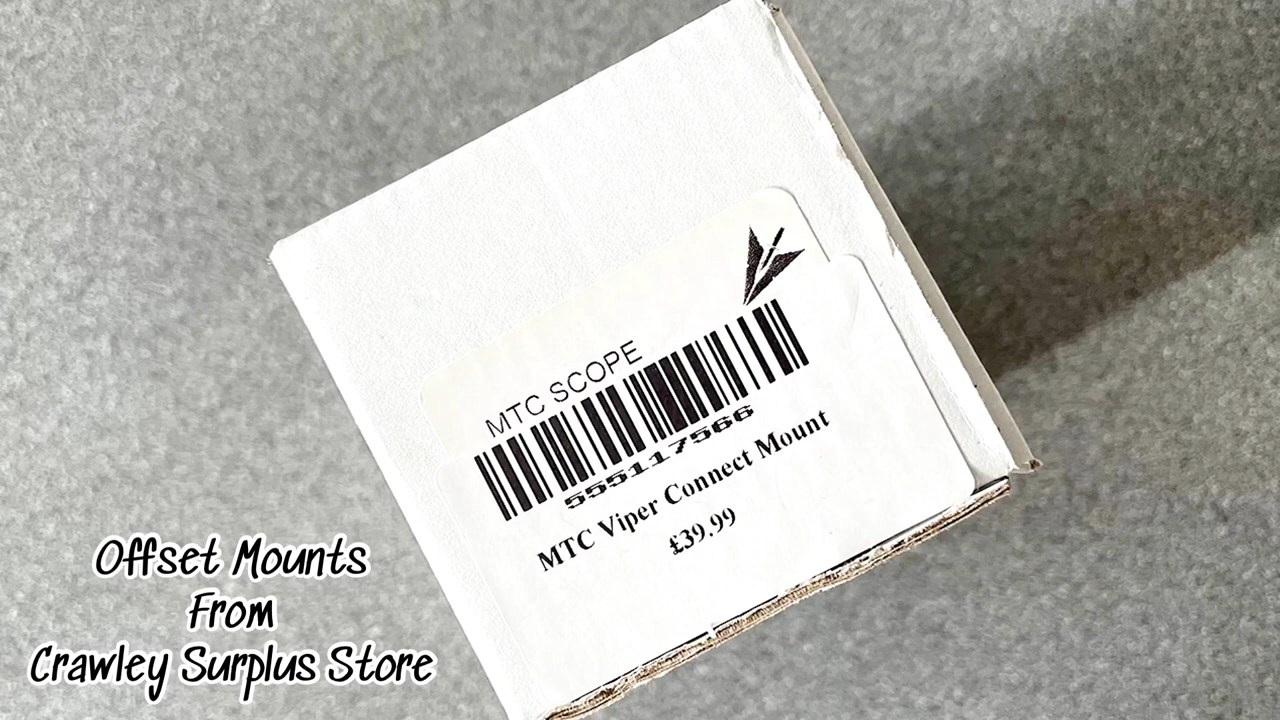 MTC SCOPE
555117566
MTC Viper Connect Mount
£39.99
Offset Mounts
From
Crawley Surplus Store